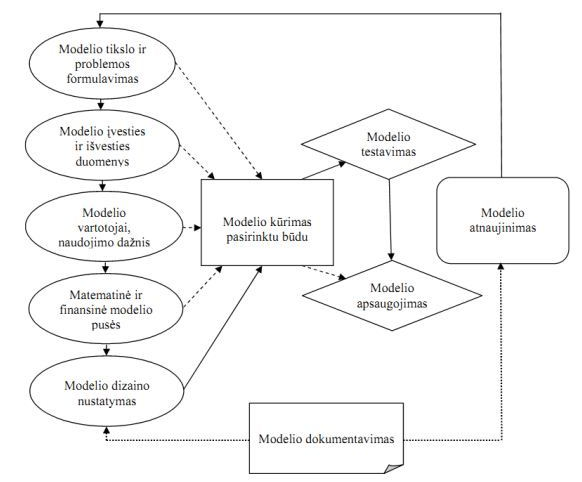 Modelio tikslo ir
problemos
formulavimas
Modelio įvesties
ir išvesties
duomenys
Modelio
vartotojai,
naudojimo dažnis
Matematinė ir
finansinė modelio
pusės
Modelio dizaino
nustatymas
Modelio kūrimas
pasirinktu būdu
Modelio
testavimas
Modelio
apsaugojimas
Modelio
atnaujinimas
Modelio dokumentavimas